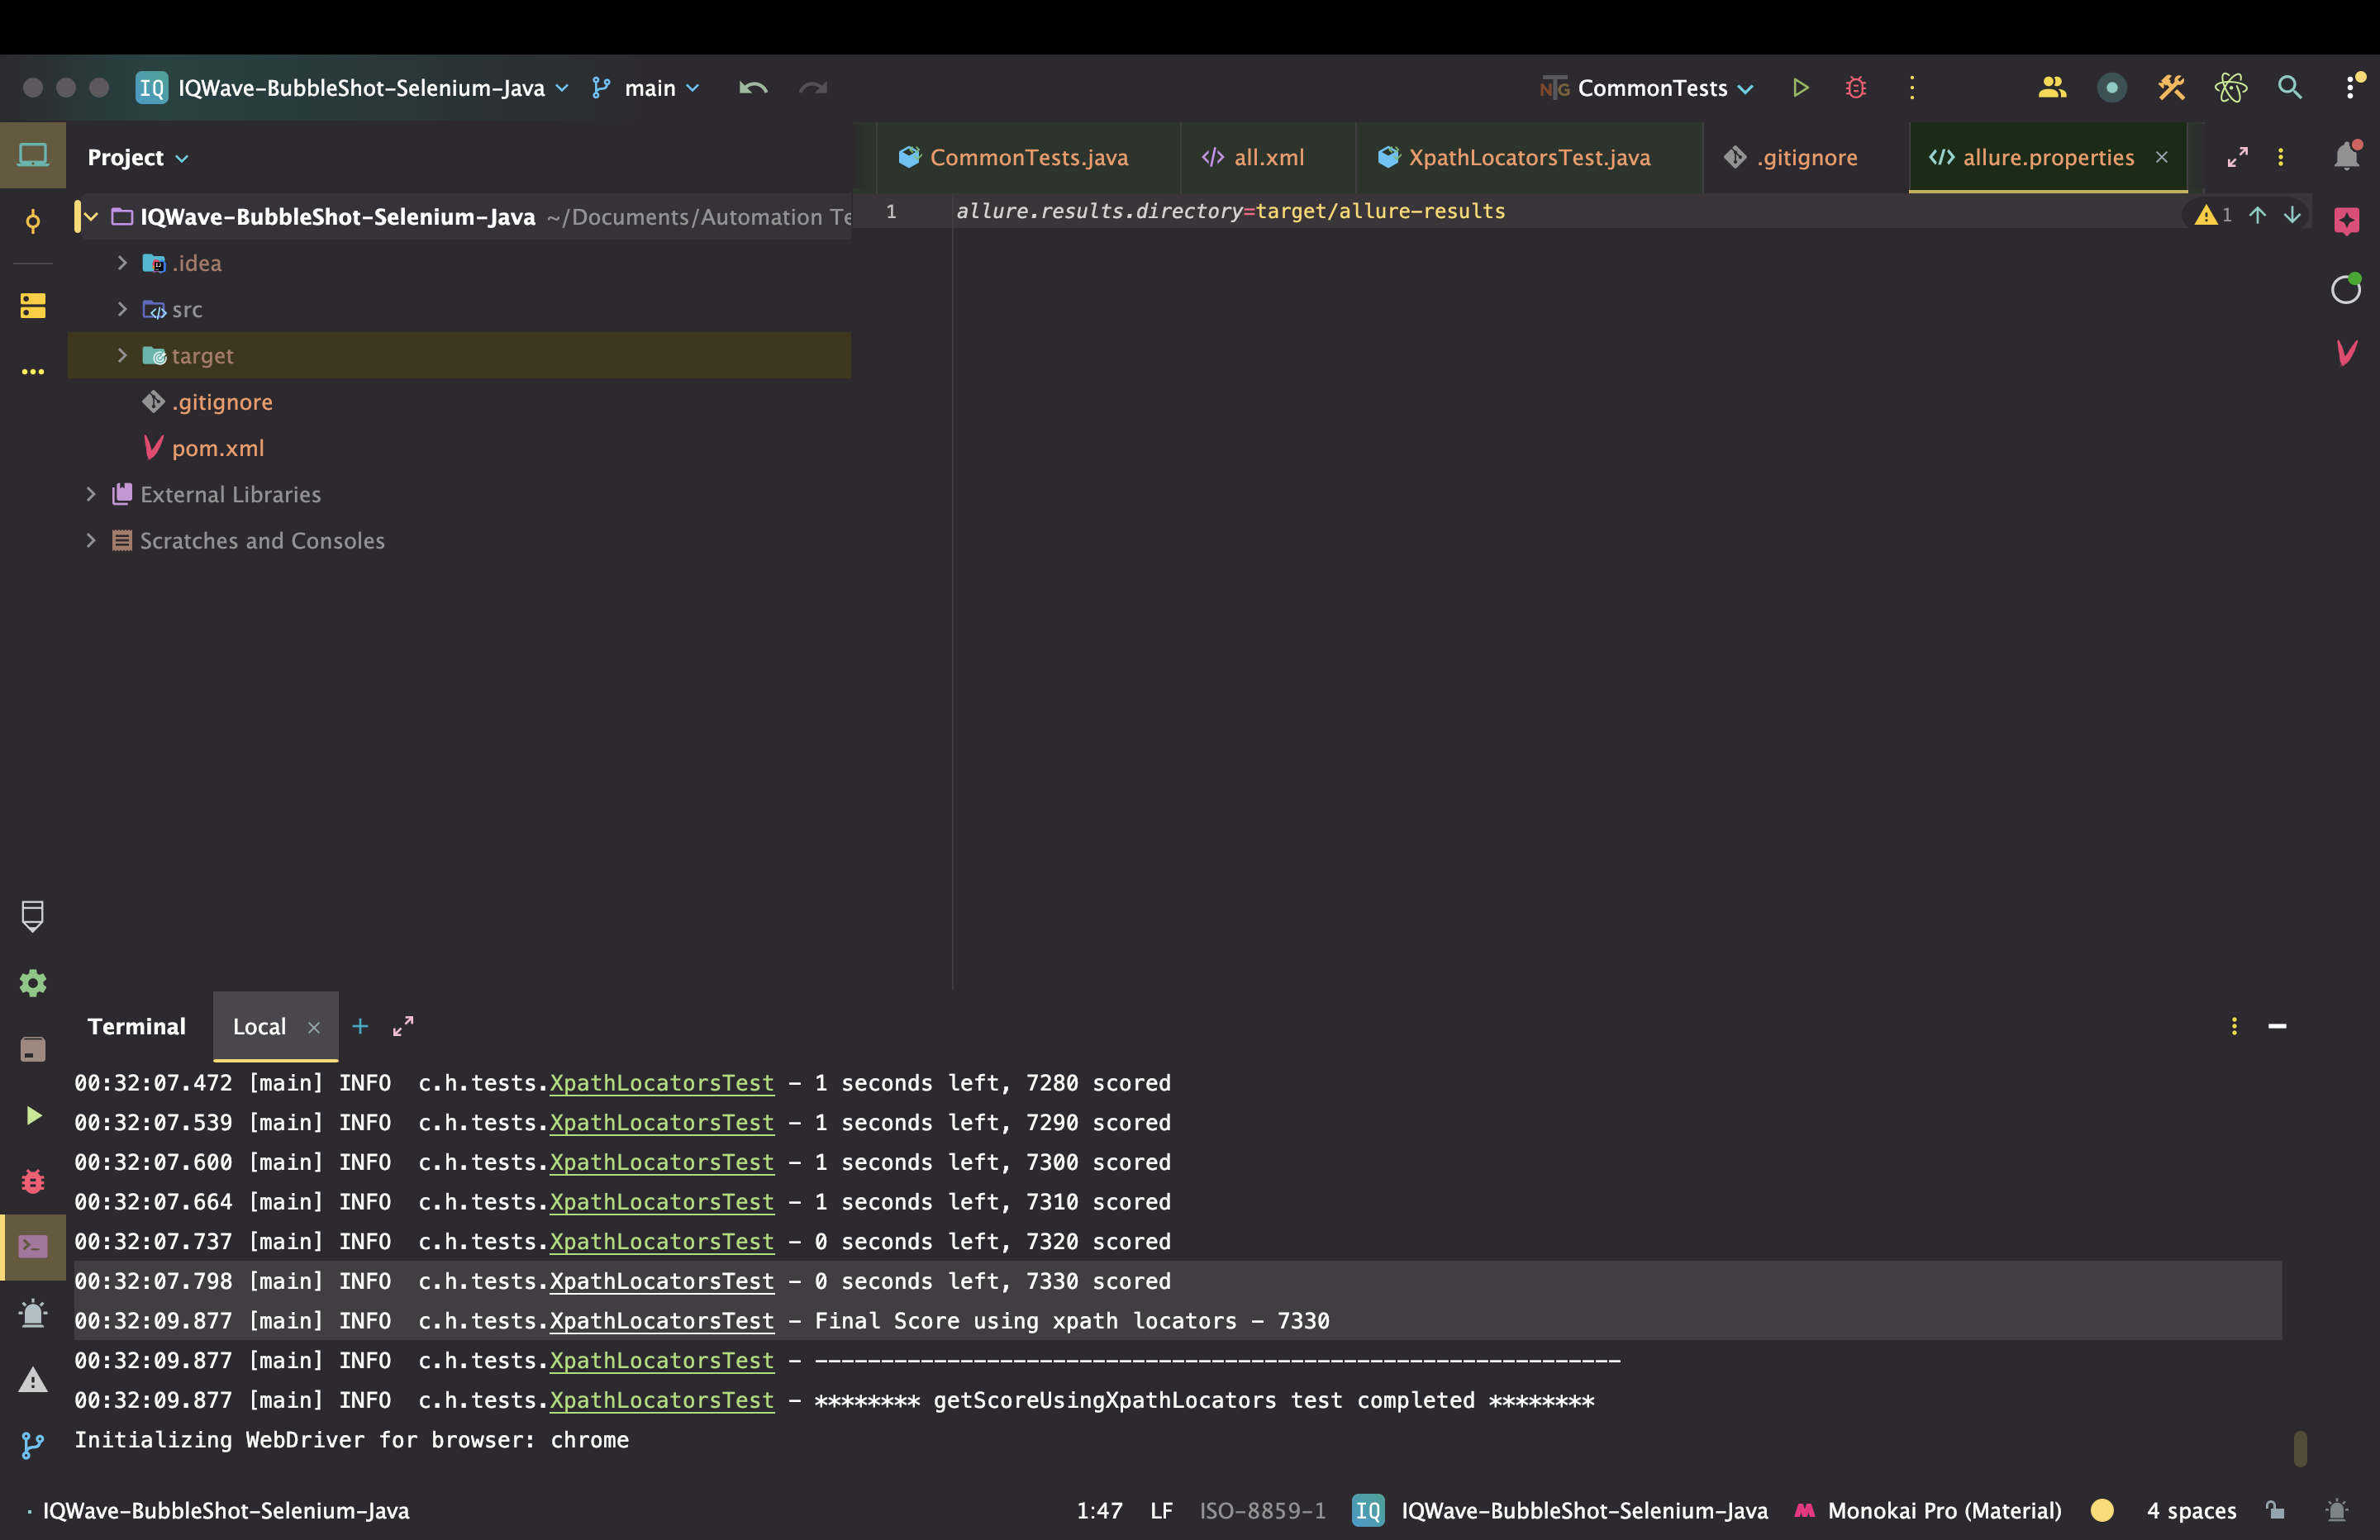 IQ IQWave-BubbleShot-Selenium-Java main CommonTests
Project
CommonTests.java all.xml XpathLocatorsTest.java .gitignore allure.properties
IQWave-BubbleShot-Selenium-Java ~/Documents/Automation Te
.idea
src
target
.gitignore
pom.xml
External Libraries
Scratches and Consoles
1 allure.results.directory=target/allure-results 1
Terminal Local
00:32:07.472 [main] INFO  c.h.tests.XpathLocatorsTest - 1 seconds left, 7280 scored
00:32:07.539 [main] INFO  c.h.tests.XpathLocatorsTest - 1 seconds left, 7290 scored
00:32:07.600 [main] INFO  c.h.tests.XpathLocatorsTest - 1 seconds left, 7300 scored
00:32:07.664 [main] INFO  c.h.tests.XpathLocatorsTest - 1 seconds left, 7310 scored
00:32:07.737 [main] INFO  c.h.tests.XpathLocatorsTest - 0 seconds left, 7320 scored
00:32:07.798 [main] INFO  c.h.tests.XpathLocatorsTest - 0 seconds left, 7330 scored
00:32:09.877 [main] INFO  c.h.tests.XpathLocatorsTest - Final Score using xpath locators - 7330
00:32:09.877 [main] INFO  c.h.tests.XpathLocatorsTest - -------------------------------------------------------------
00:32:09.877 [main] INFO  c.h.tests.XpathLocatorsTest - ******** getScoreUsingXpathLocators test completed ********
Initializing WebDriver for browser: chrome
IQWave-BubbleShot-Selenium-Java 1:47 LF ISO-8859-1 IQ IQWave-BubbleShot-Selenium-Java Monokai Pro (Material) 4 spaces